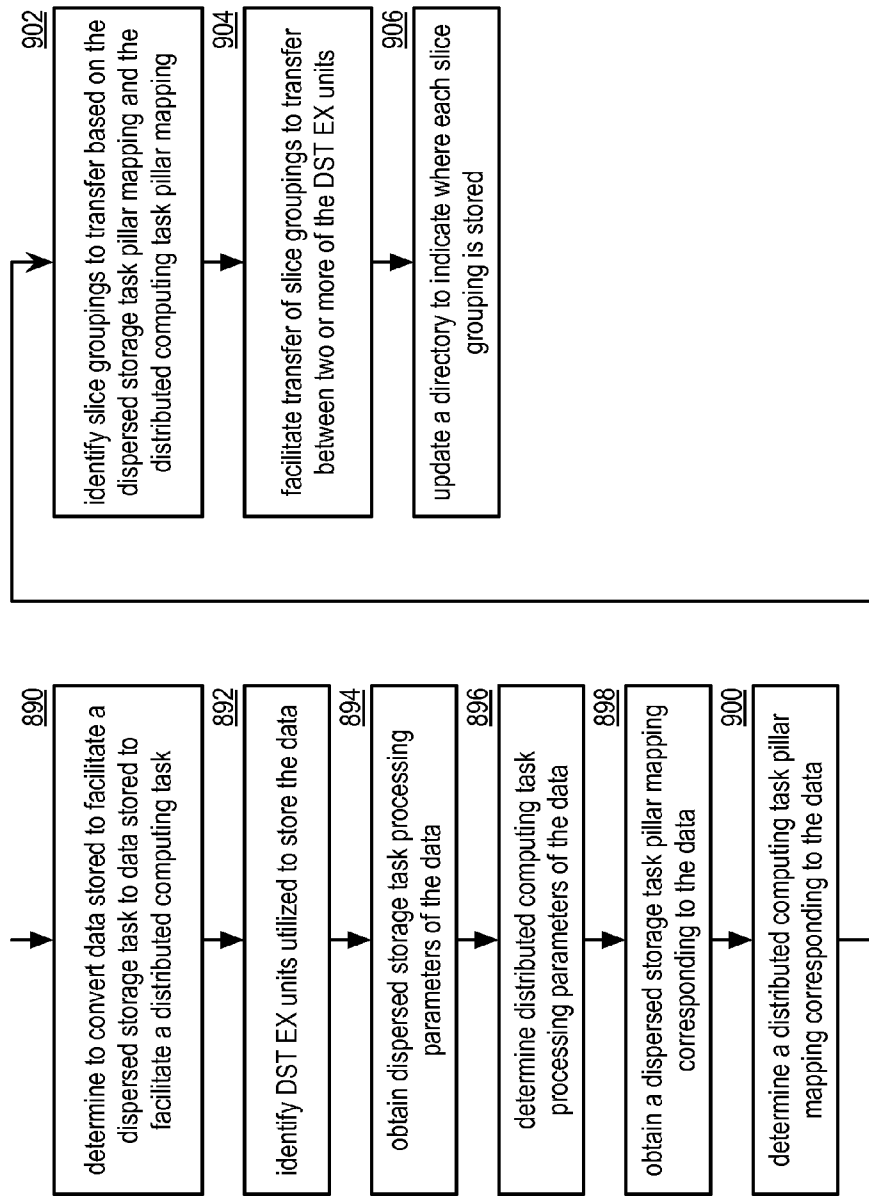 890
determine to convert data stored to facilitate a
dispersed storage task to data stored to
facilitate a distributed computing task
892
identify DST EX units utilized to store the data
894
obtain dispersed storage task processing
parameters of the data
896
determine distributed computing task
processing parameters of the data
898
obtain a dispersed storage task pillar mapping
corresponding to the data
900
determine a distributed computing task pillar
mapping corresponding to the data
902
identify slice groupings to transfer based on the
dispersed storage task pillar mapping and the
distributed computing task pillar mapping
904
facilitate transfer of slice groupings to transfer
between two or more of the DST EX units
906
update a directory to indicate where each slice
grouping is stored